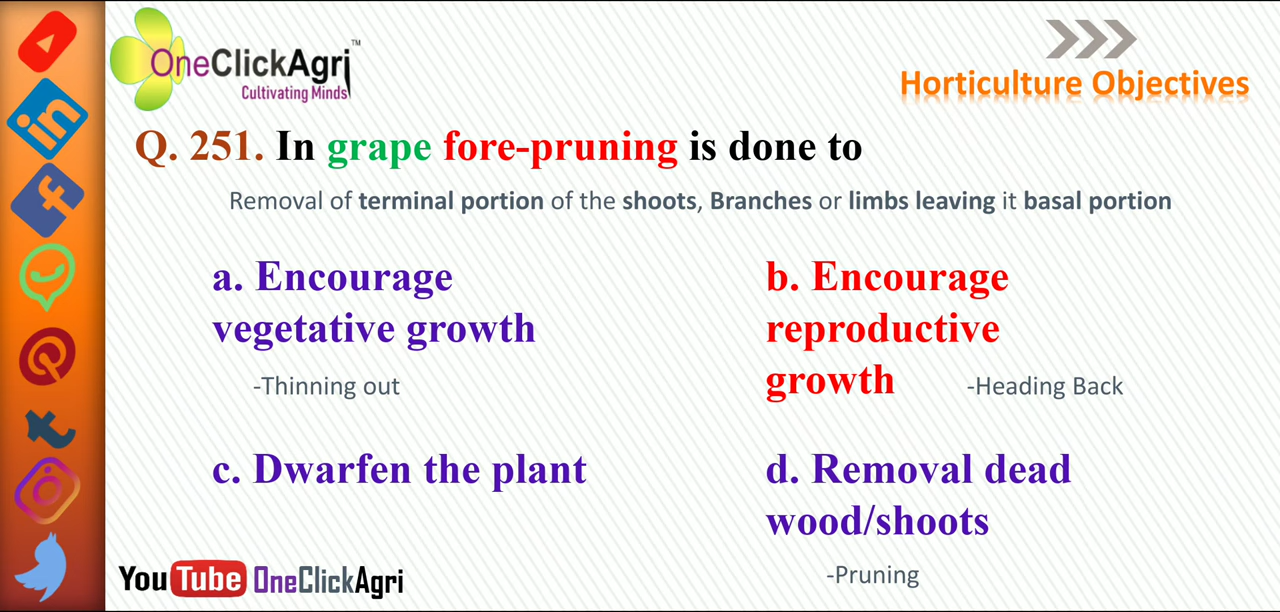 OneClickAgri™
Cultivating Minds
Horticulture Objectives
Q. 251. In grape fore-pruning is done to
Removal of terminal portion of the shoots, Branches or limbs leaving it basal portion
a. Encourage
vegetative growth
-Thinning out
b. Encourage
reproductive
growth -Heading Back
c. Dwarfen the plant
d. Removal dead
wood/shoots
-Pruning
YouTube OneClickAgri